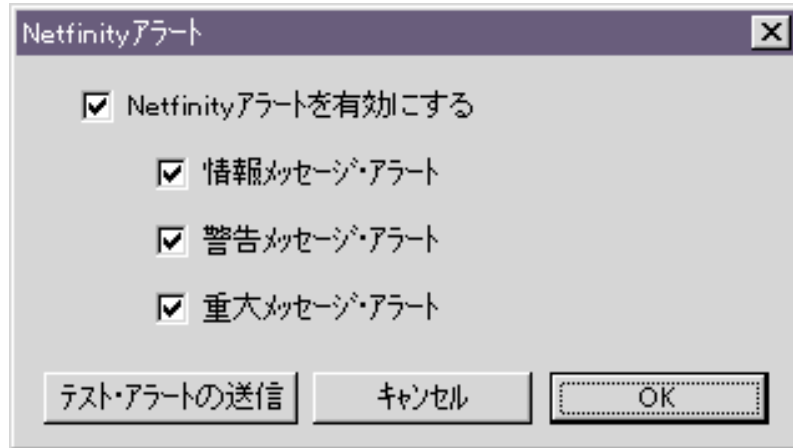 Netfinityアラート
Netfinityアラートを有効にする
情報メッセージ・アラート
警告メッセージ・アラート
重大メッセージ・アラート
テスト・アラートの送信 キャンセル OK